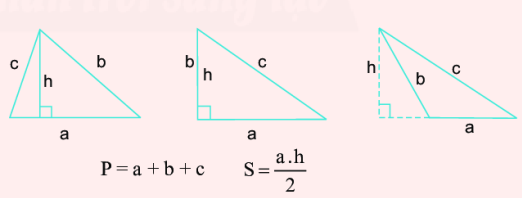 c h b
a
b h c
a
h b c
a
P = a + b + c
S = a.h / 2